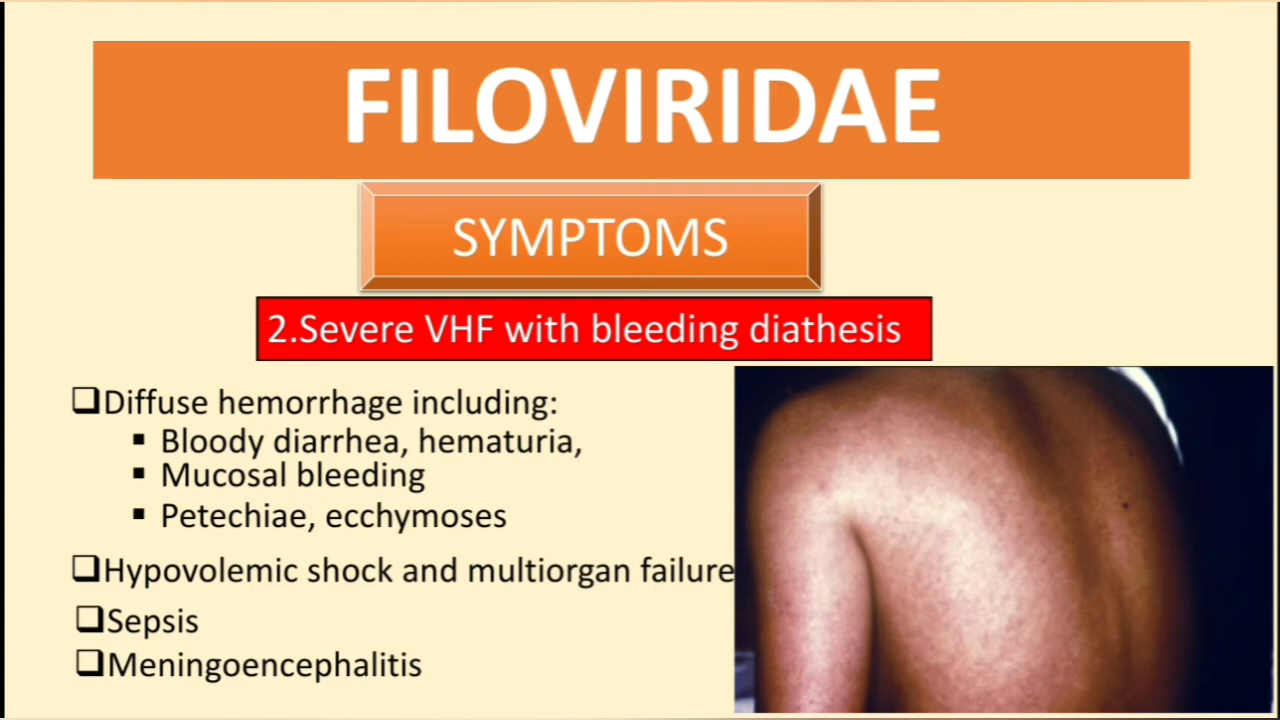 FILOVIRIDAE
SYMPTOMS
2.Severe VHF with bleeding diathesis
❑Diffuse hemorrhage including:
▪ Bloody diarrhea, hematuria,
▪ Mucosal bleeding
▪ Petechiae, ecchymoses
❑Hypovolemic shock and multiorgan failure
❑Sepsis
❑Meningoencephalitis